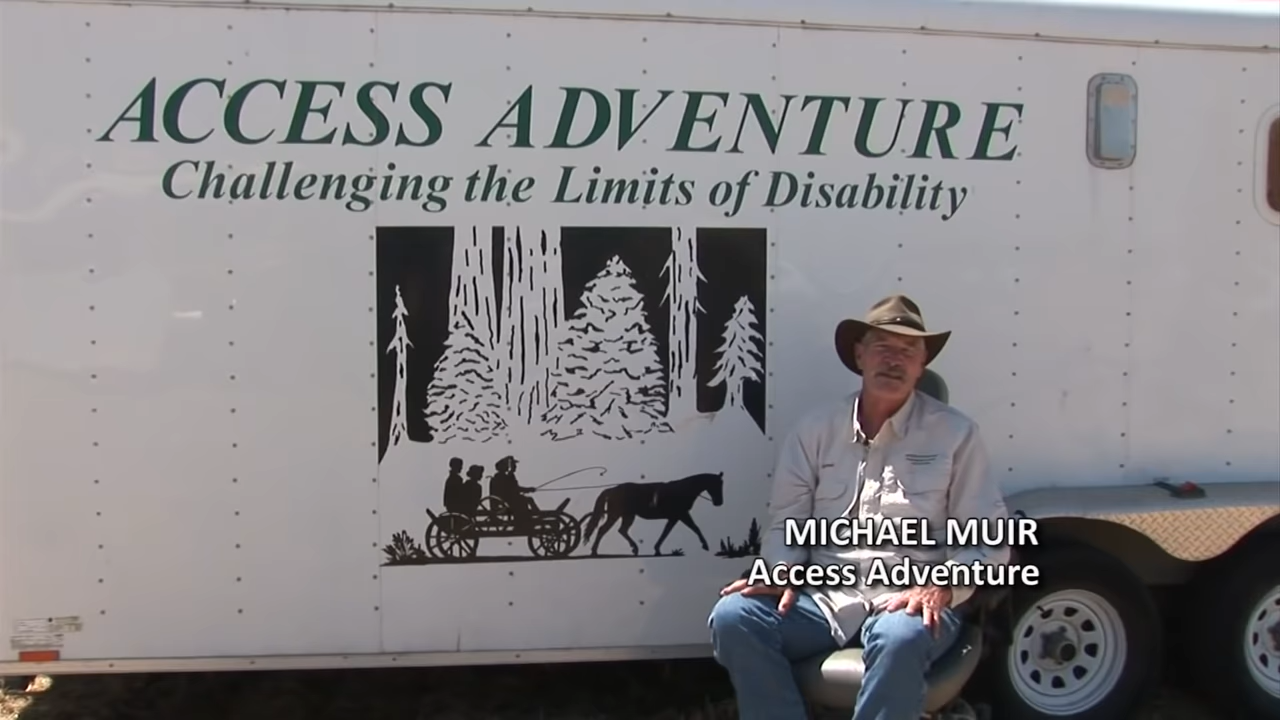 ACCESS ADVENTURE
Challenging the Limits of Disability
MICHAEL MUIR
Access Adventure